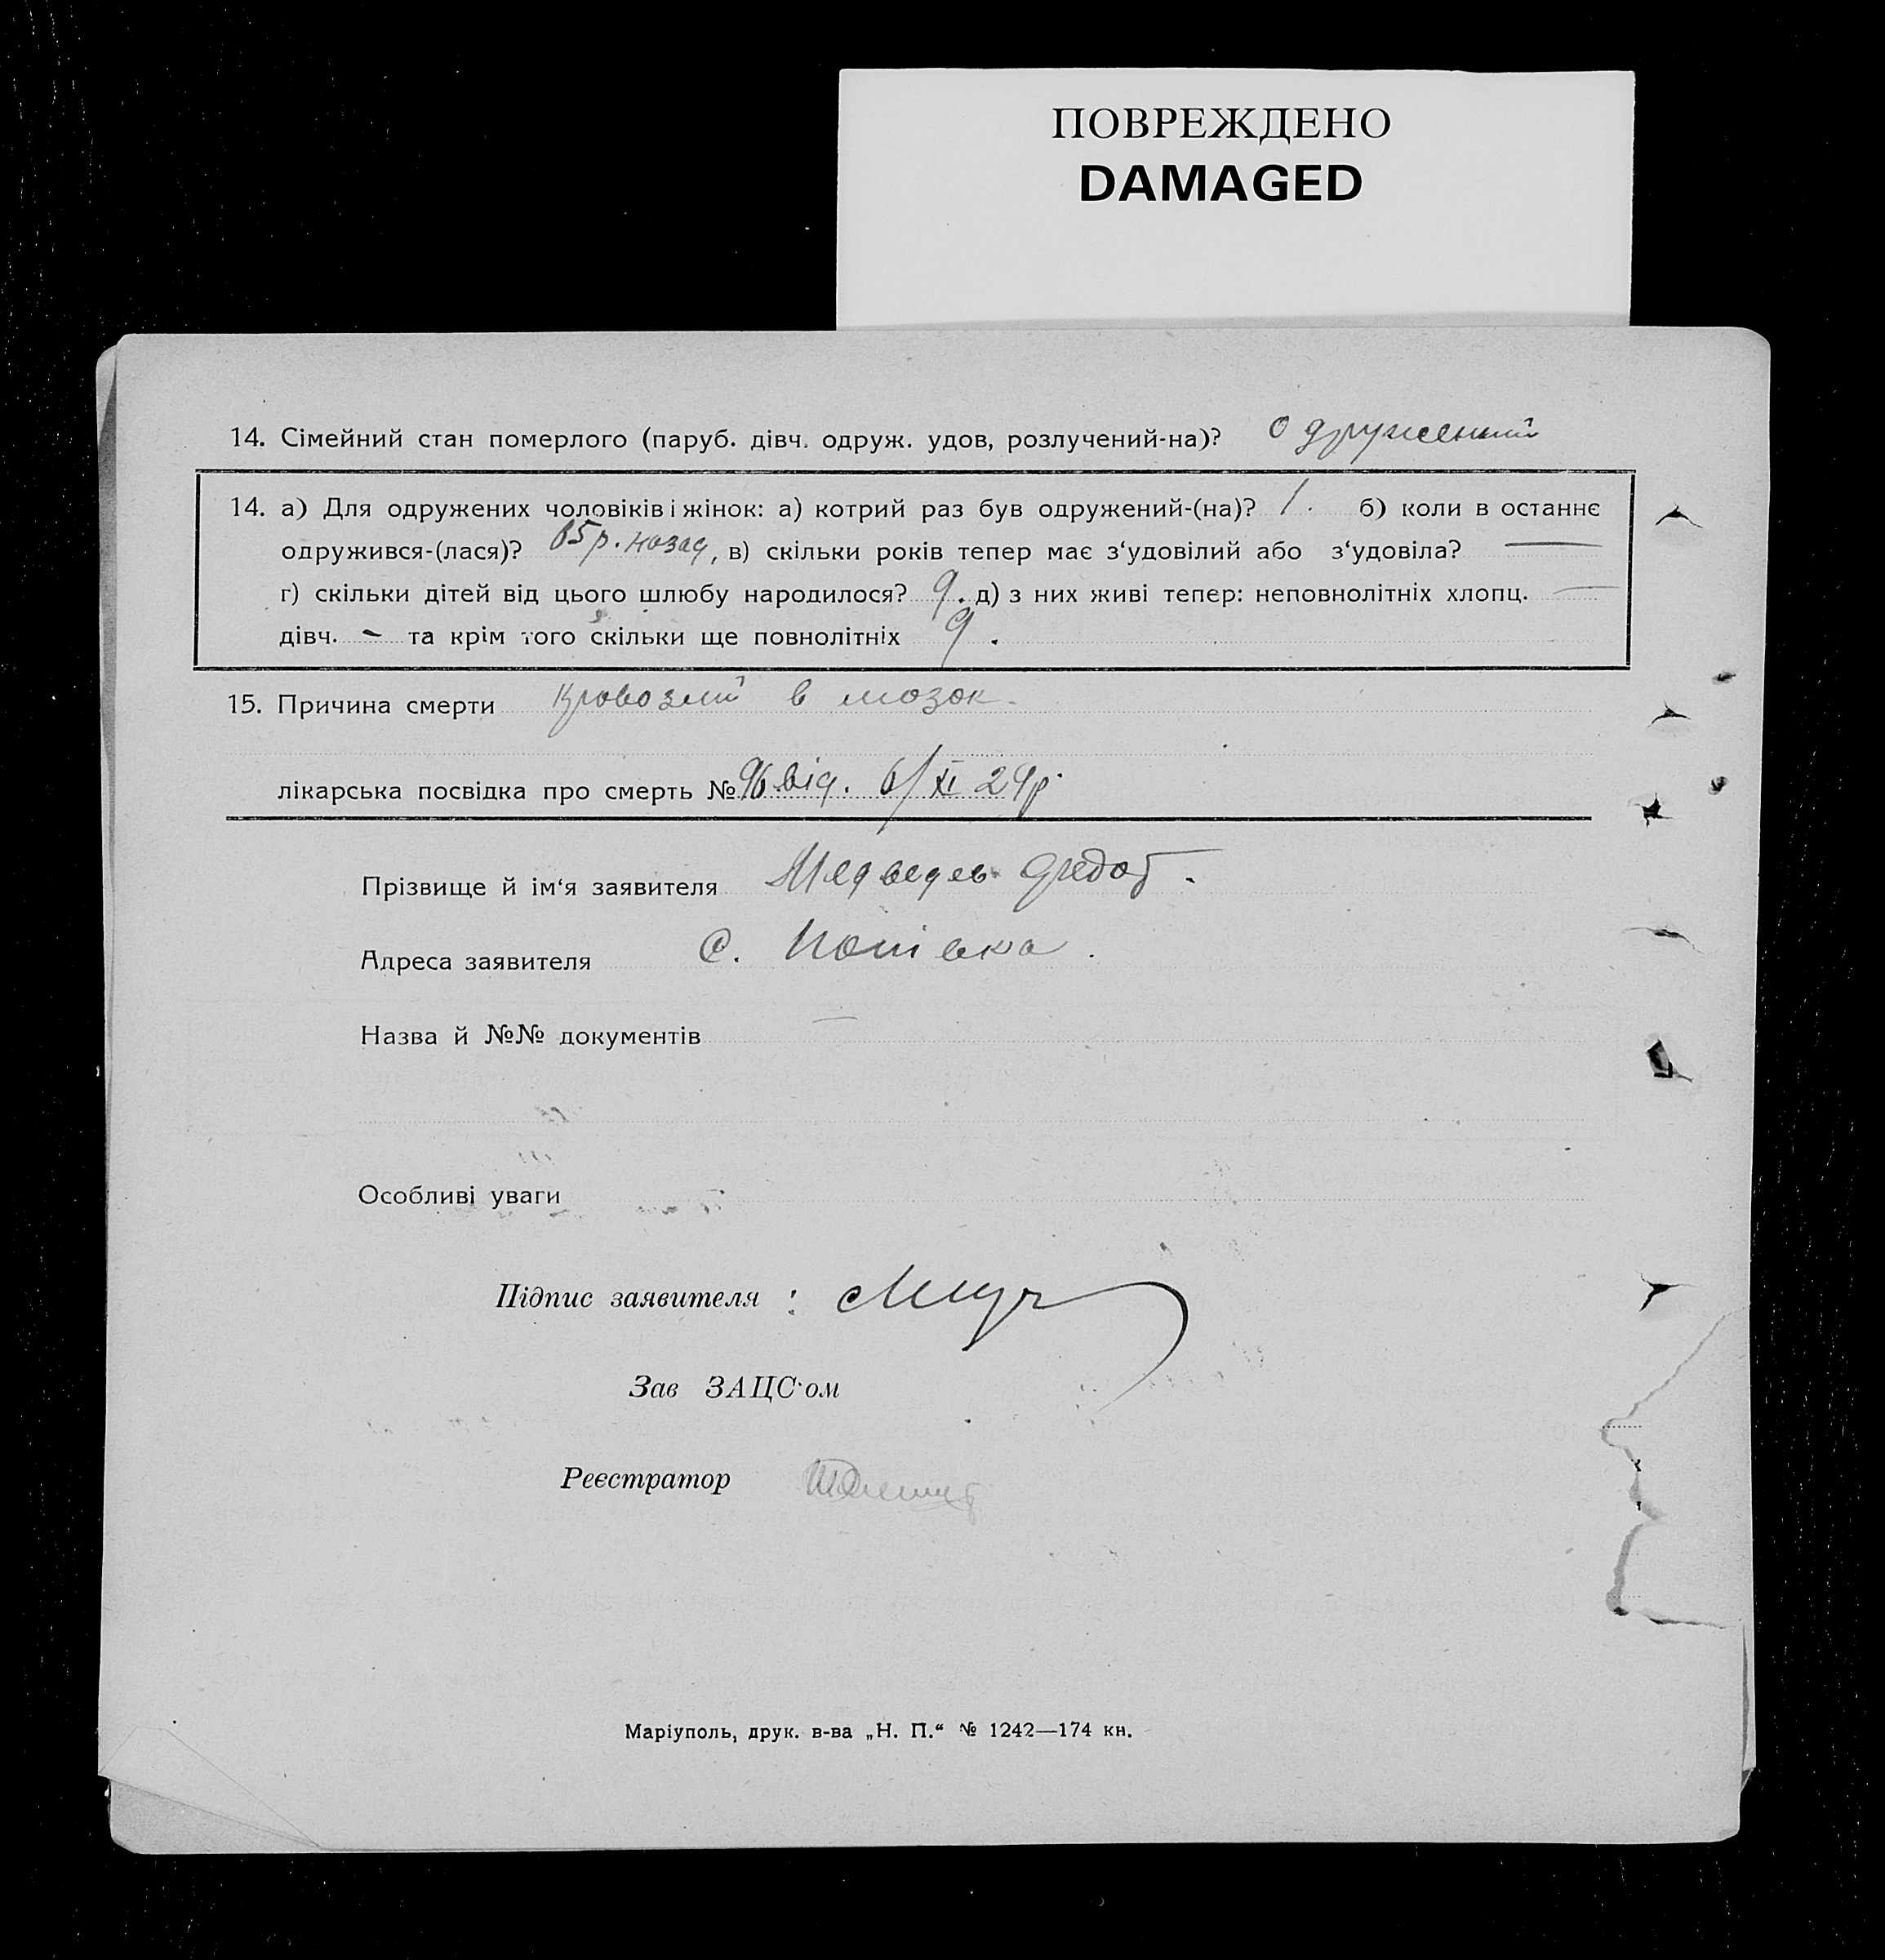 ПОВРЕЖДЕНО
DAMAGED
14. Сімейний стан померлого (паруб. дівч. одруж. удов, розлучений-на)? одружений
14. а) Для одружених чоловіків і жінок: а) котрий раз був одружений-(на)? 1. б) коли в останнє
одружився-(лася)? 65 р. назад, в) скільки років тепер має з‘удовілий або з‘удовіла? —
г) скільки дітей від цього шлюбу народилося? 9. д) з них живі тепер: неповнолітніх хлопц. —
дівч. – та крім того скільки ще повнолітніх 9.
15. Причина смерти кровозлий в мозок.
лікарська посвідка про смерть № 96 від. 6/XI 29р.
Прізвище й ім‘я заявителя Медведев Федот.
Адреса заявителя С. Попівка.
Назва й №№ документів —
Особливі уваги
Підпис заявителя :
Зав ЗАЦС‘ом
Реєстратор
Маріуполь, друк. в-ва „Н. П.“ № 1242—174 кн.